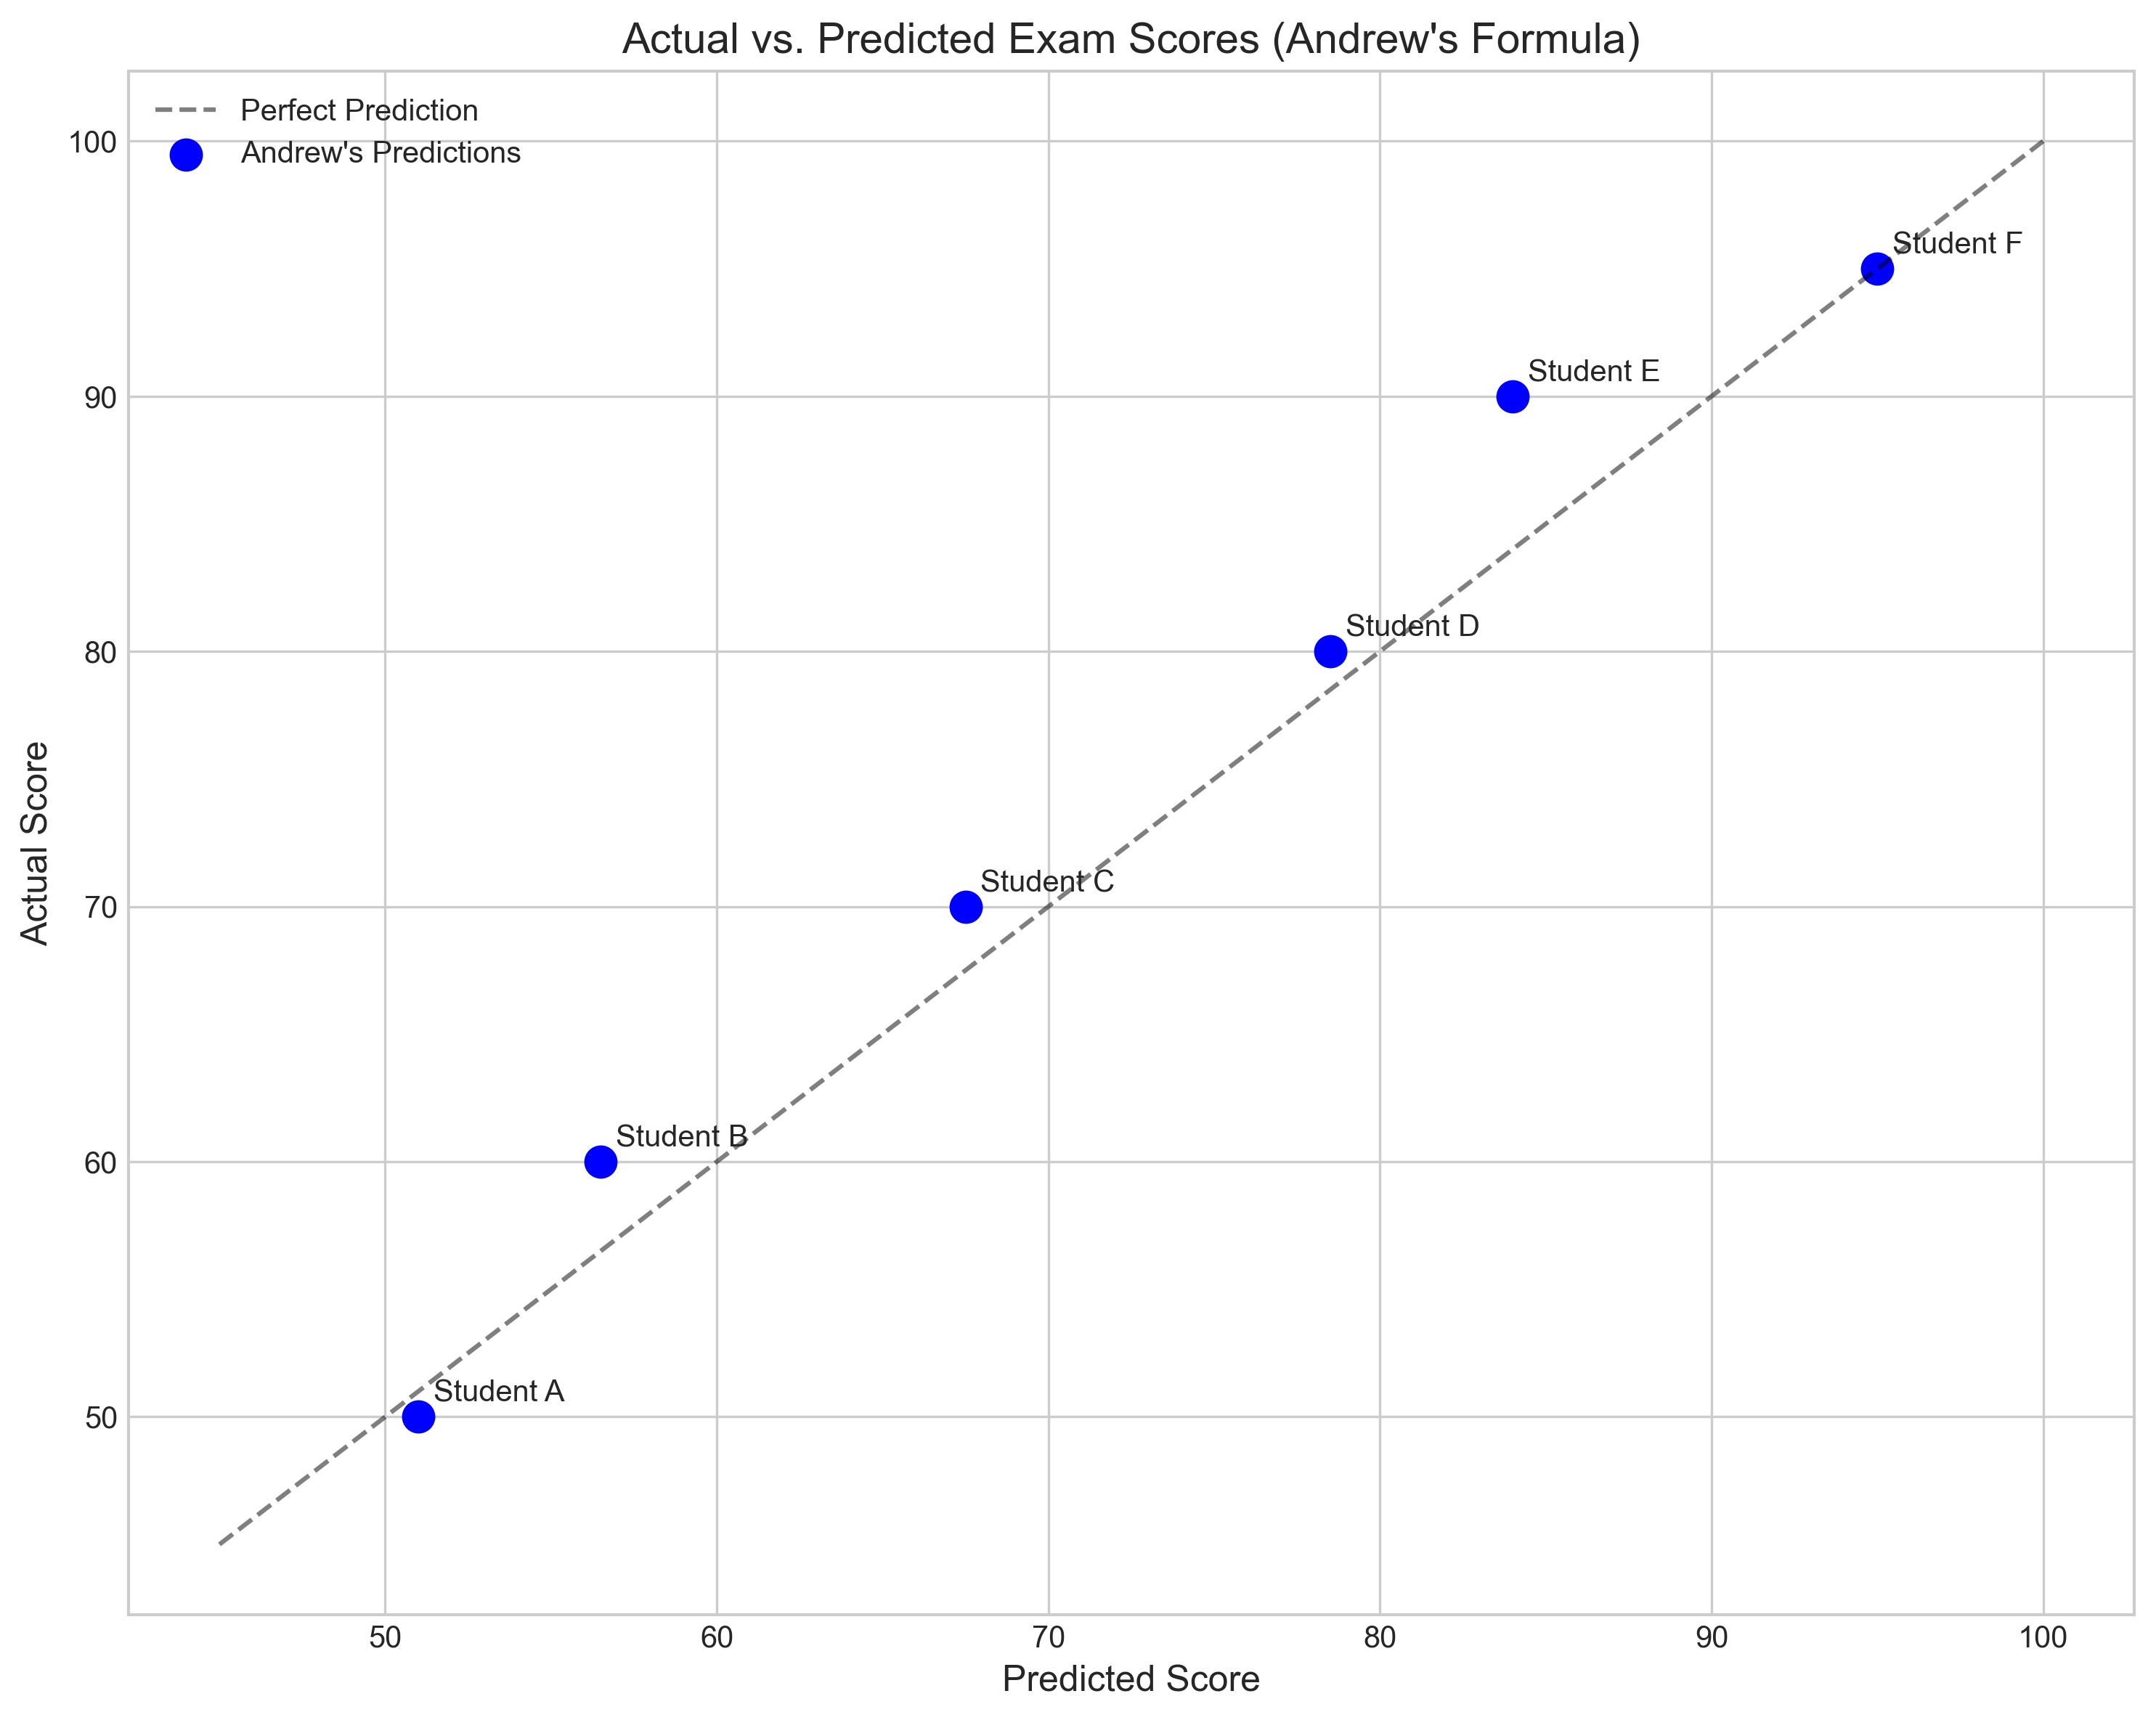 Actual vs. Predicted Exam Scores (Andrew's Formula)
Perfect Prediction
Andrew's Predictions
100
90
80
70
60
50
Actual Score
Student F
Student E
Student D
Student C
Student B
Student A
50 60 70 80 90 100
Predicted Score